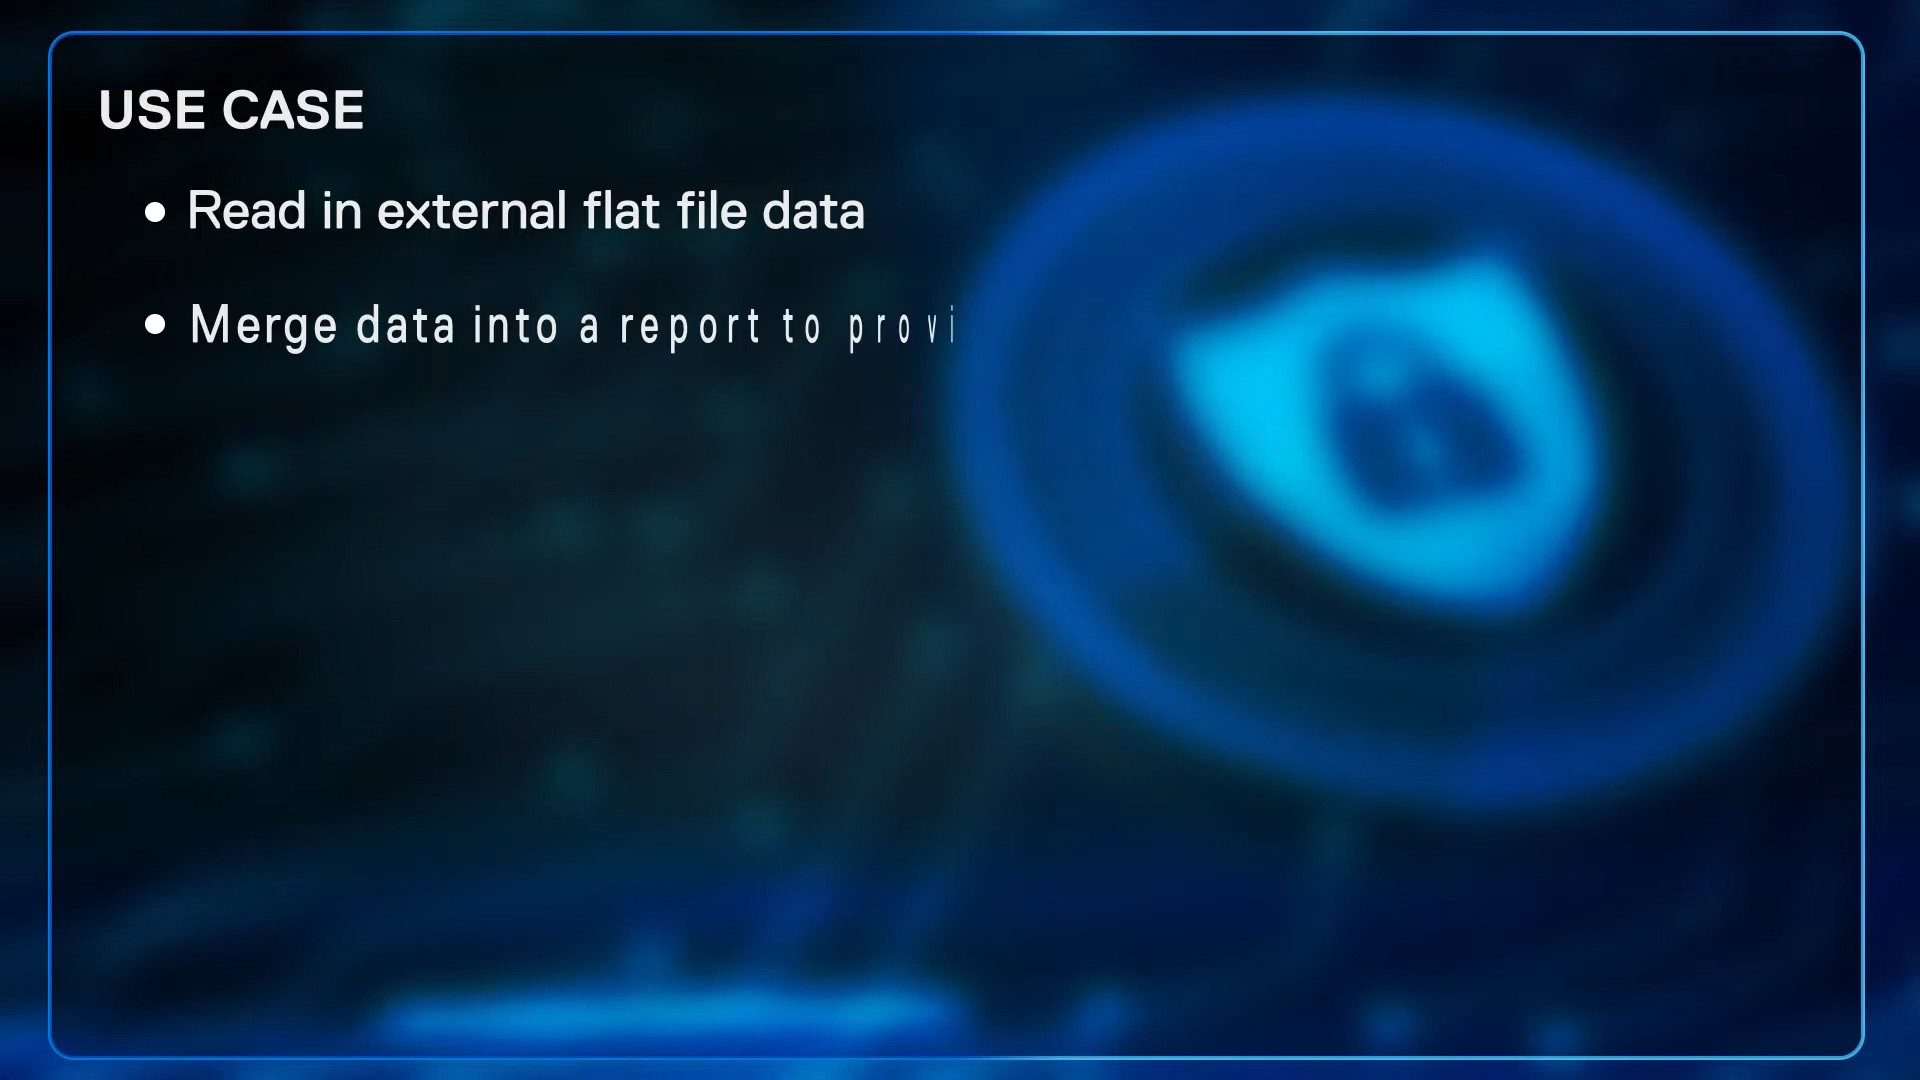 USE CASE
• Read in external flat file data
• Merge data into a report to provi